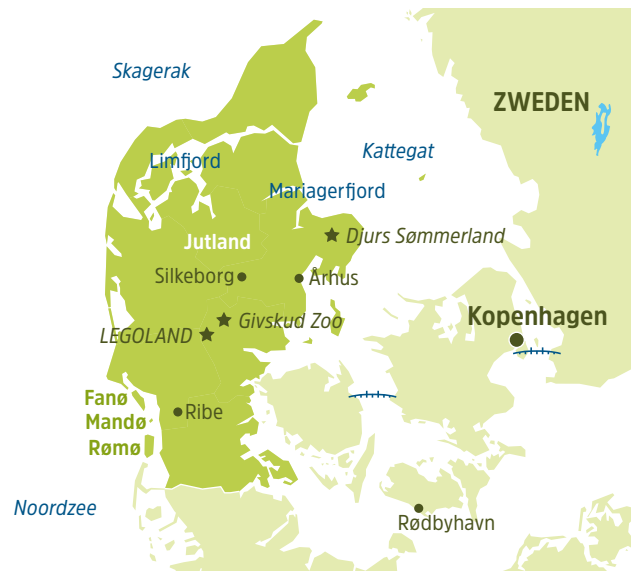 Skagerak
ZWEDEN
Kattegat
Limfjord
Mariagerfjord
Jutland
Djurs Sømmerland
Silkeborg
Århus
Givskud Zoo
LEGOLAND
Kopenhagen
Fanø
Mandø
Rømø
Ribe
Noordzee
Rødbyhavn